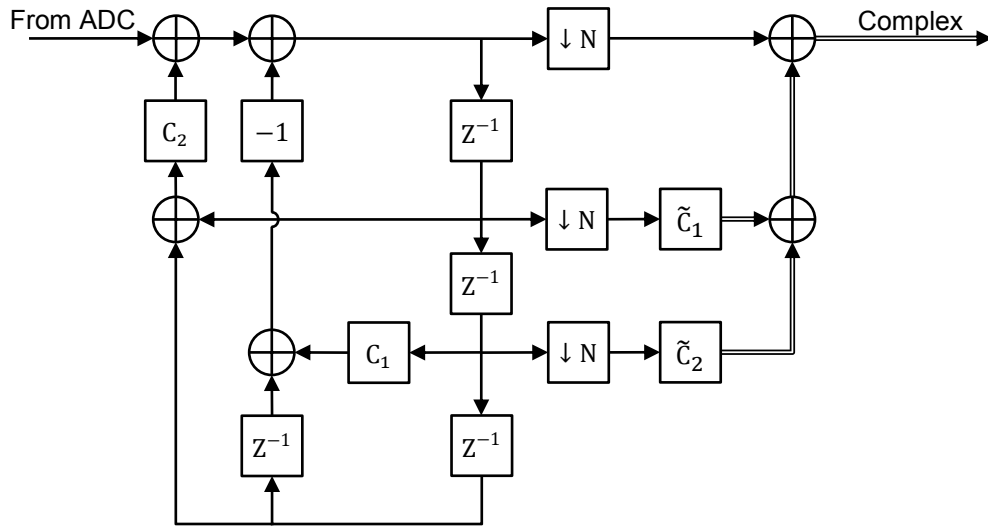 From ADC
Complex
↓ N
C₂
−1
Z⁻¹
↓ N
C̃₁
Z⁻¹
C₁
↓ N
C̃₂
Z⁻¹
Z⁻¹